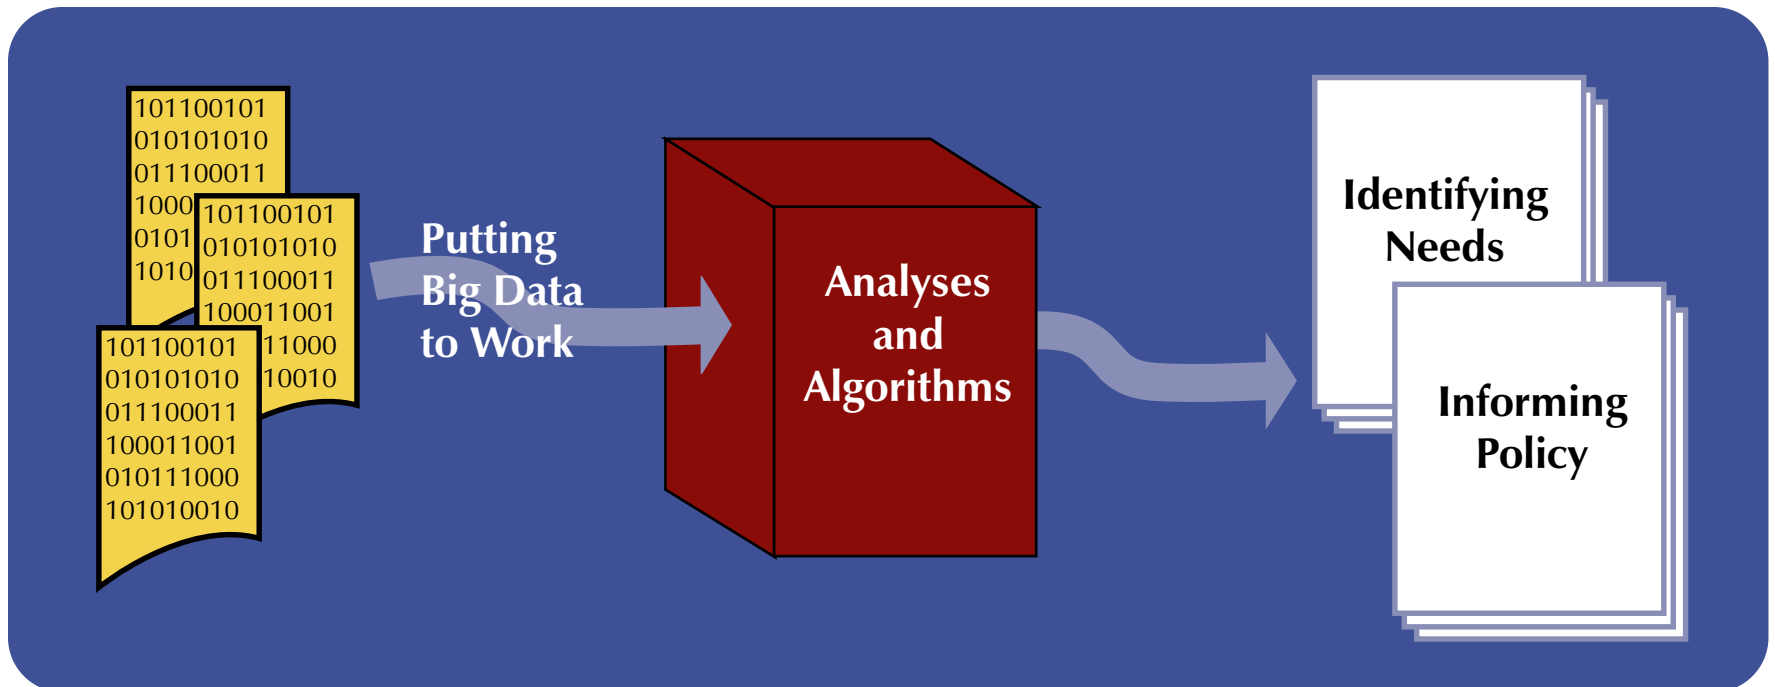 101100101
010101010
011100011
1000
0101
1010
101100101
010101010
011100011
100011001
11000
10010
101100101
010101010
011100011
100011001
010111000
101010010
Putting
Big Data
to Work
Analyses
and
Algorithms
Identifying
Needs
Informing
Policy